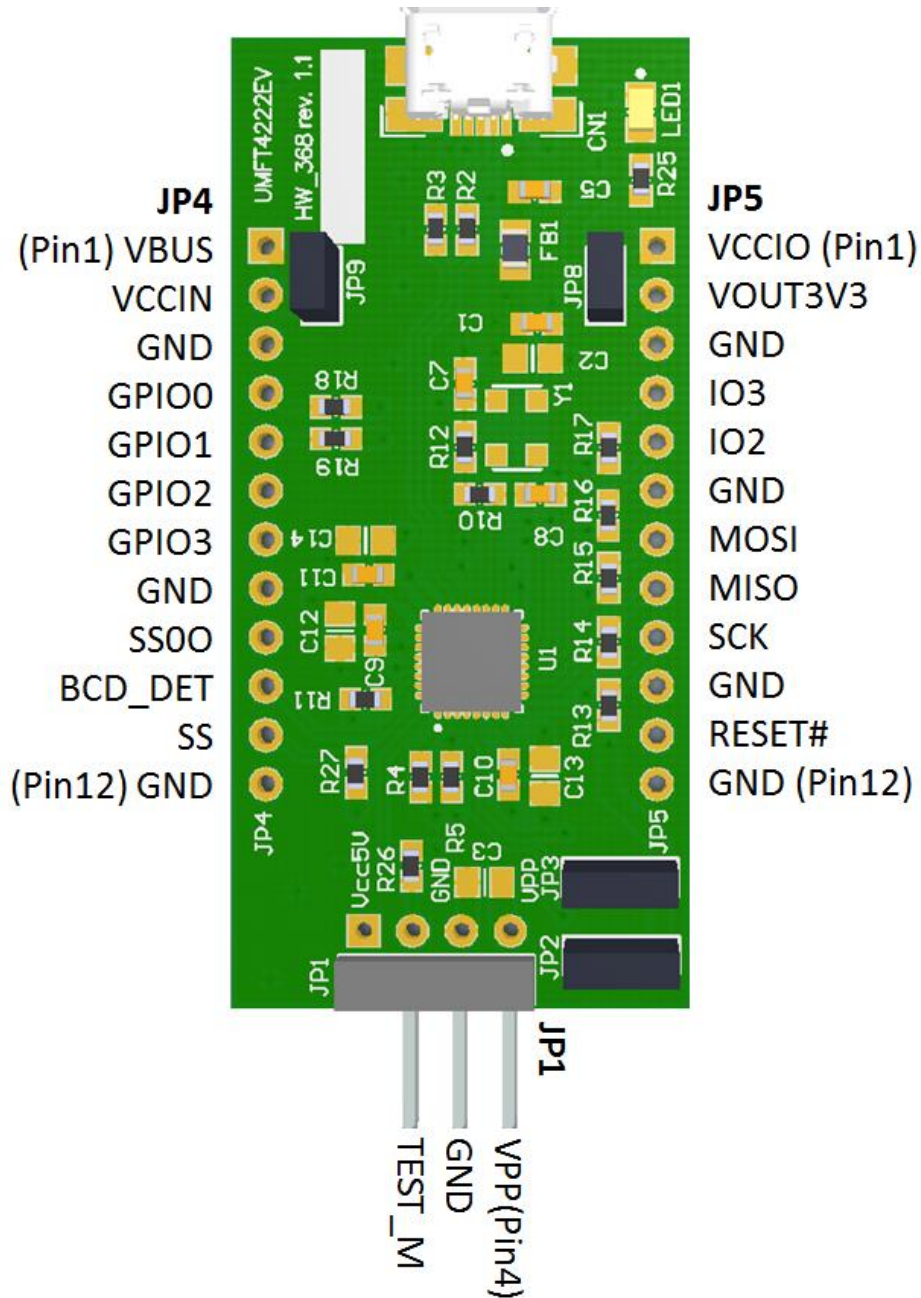 UMFT4222EV
HW_368 rev. 1.1
CN1
LED1
R25
C5
R3
R2
FB1
JP9
JP8
JP4
(Pin1) VBUS
VCCIN
GND
GPIO0
GPIO1
GPIO2
GPIO3
GND
SS0O
BCD_DET
SS
(Pin12) GND
JP5
VCCIO (Pin1)
VOUT3V3
GND
IO3
IO2
GND
MOSI
MISO
SCK
GND
RESET#
GND (Pin12)
C1
C2
C7
Y1
R18
R19
R12
R17
R10
C8
R16
C14
C11
R15
C12
C9
U1
R14
R11
R13
R27
R4
C10
C13
JP4
JP5
Vcc5V
R26
GND
R5
C3
VPP
JP3
JP2
JP1
JP1
TEST_M
GND
VPP(Pin4)